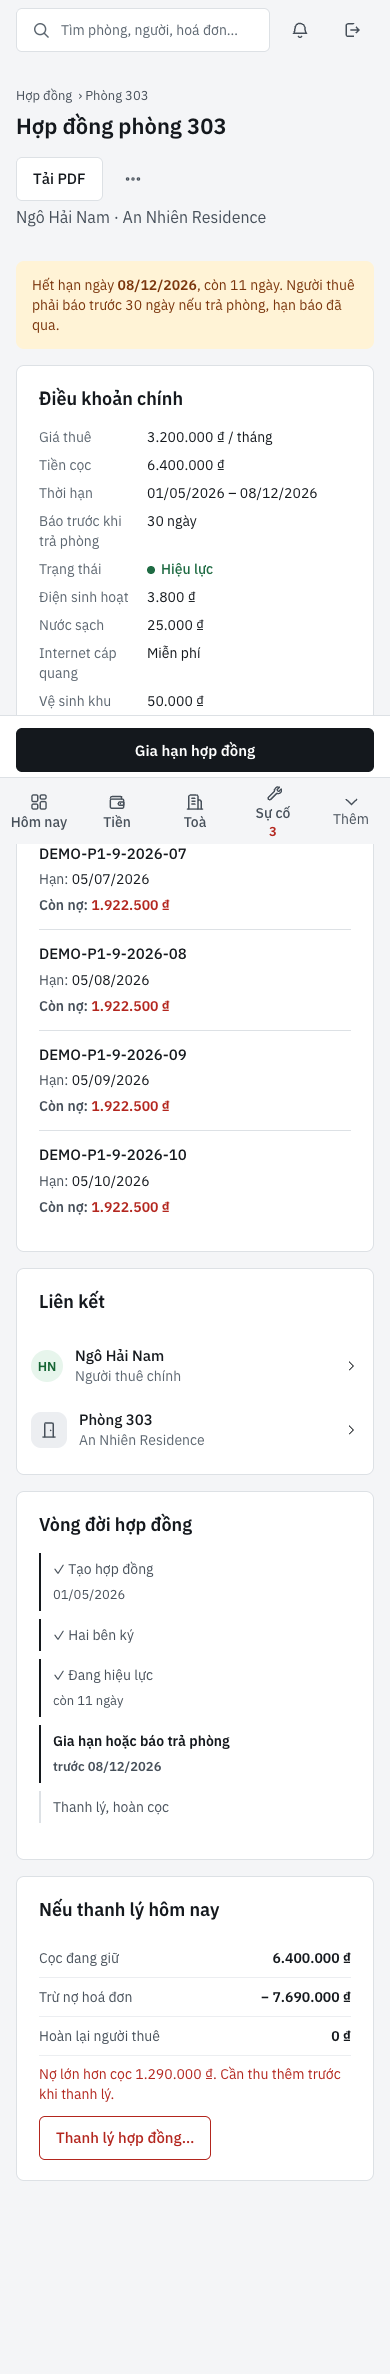 Tìm phòng, người, hoá đơn...
Hợp đồng › Phòng 303
Hợp đồng phòng 303
Tải PDF
Ngô Hải Nam · An Nhiên Residence
Hết hạn ngày 08/12/2026, còn 11 ngày. Người thuê
phải báo trước 30 ngày nếu trả phòng, hạn báo đã
qua.
Điều khoản chính
Giá thuê 3.200.000 ₫ / tháng
Tiền cọc 6.400.000 ₫
Thời hạn 01/05/2026 – 08/12/2026
Báo trước khi 30 ngày
trả phòng
Trạng thái Hiệu lực
Điện sinh hoạt 3.800 ₫
Nước sạch 25.000 ₫
Internet cáp Miễn phí
quang
Vệ sinh khu 50.000 ₫
Gia hạn hợp đồng
Hôm nay Tiền Toà Sự cố Thêm
3
DEMO-P1-9-2026-07
Hạn: 05/07/2026
Còn nợ: 1.922.500 ₫
DEMO-P1-9-2026-08
Hạn: 05/08/2026
Còn nợ: 1.922.500 ₫
DEMO-P1-9-2026-09
Hạn: 05/09/2026
Còn nợ: 1.922.500 ₫
DEMO-P1-9-2026-10
Hạn: 05/10/2026
Còn nợ: 1.922.500 ₫
Liên kết
HN Ngô Hải Nam
Người thuê chính
Phòng 303
An Nhiên Residence
Vòng đời hợp đồng
✓ Tạo hợp đồng
01/05/2026
✓ Hai bên ký
✓ Đang hiệu lực
còn 11 ngày
Gia hạn hoặc báo trả phòng
trước 08/12/2026
Thanh lý, hoàn cọc
Nếu thanh lý hôm nay
Cọc đang giữ 6.400.000 ₫
Trừ nợ hoá đơn − 7.690.000 ₫
Hoàn lại người thuê 0 ₫
Nợ lớn hơn cọc 1.290.000 ₫. Cần thu thêm trước
khi thanh lý.
Thanh lý hợp đồng...